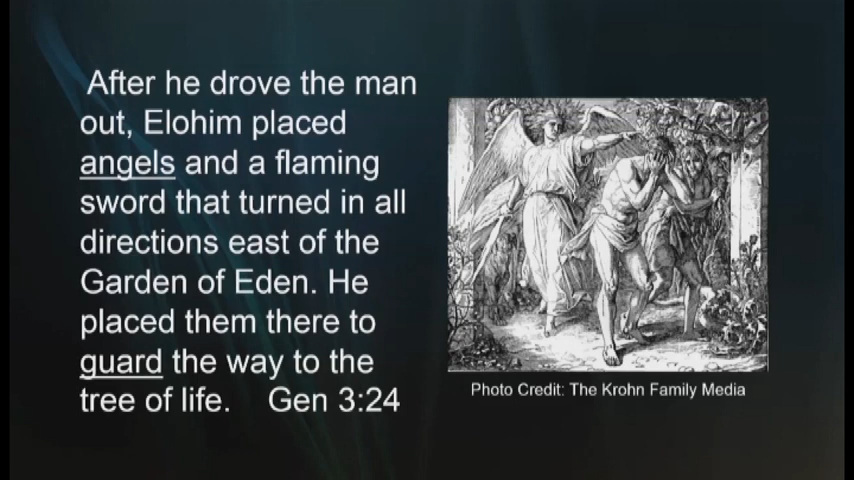 After he drove the man
out, Elohim placed
angels and a flaming
sword that turned in all
directions east of the
Garden of Eden. He
placed them there to
guard the way to the
tree of life. Gen 3:24
Photo Credit: The Krohn Family Media